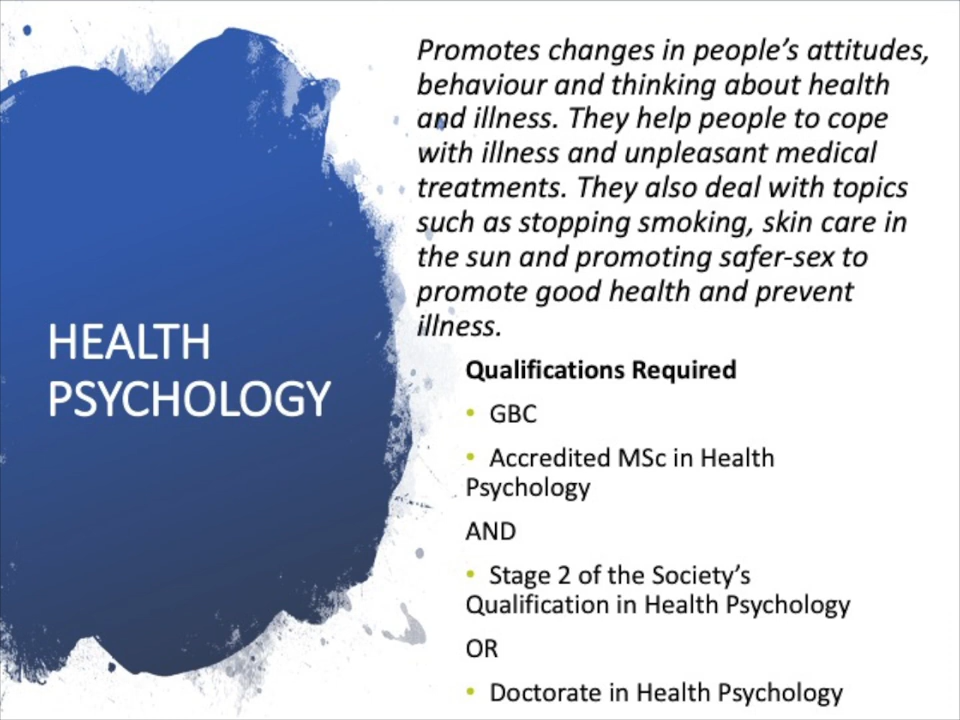 HEALTH
PSYCHOLOGY
Promotes changes in people's attitudes,
behaviour and thinking about health
and illness. They help people to cope
with illness and unpleasant medical
treatments. They also deal with topics
such as stopping smoking, skin care in
the sun and promoting safer-sex to
promote good health and prevent
illness.
Qualifications Required
• GBC
• Accredited MSc in Health
Psychology
AND
• Stage 2 of the Society's
Qualification in Health Psychology
OR
• Doctorate in Health Psychology